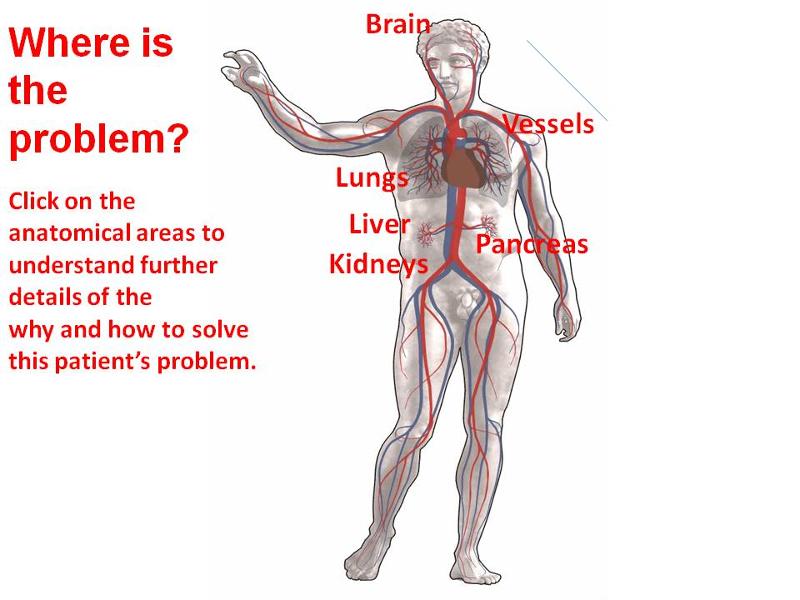 Where is
the
problem?
Click on the
anatomical areas to
understand further
details of the
why and how to solve
this patient's problem.
Brain
Vessels
Lungs
Liver
Pancreas
Kidneys